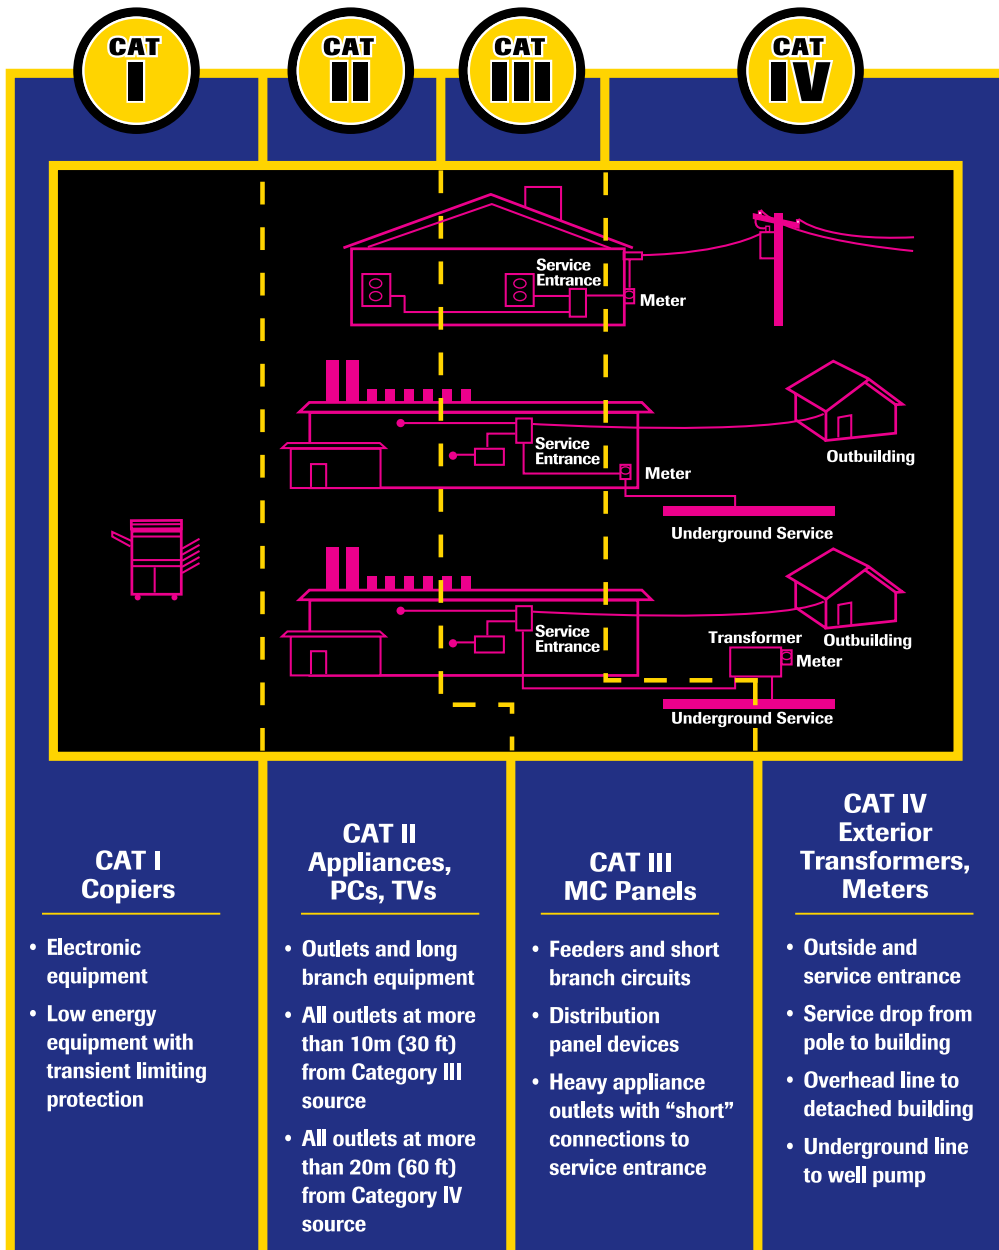 CAT
I
CAT
II
CAT
III
CAT
IV
Service
Entrance
Meter
Service
Entrance
Meter
Outbuilding
Underground Service
Service
Entrance
Transformer
Outbuilding
Meter
Underground Service
CAT I
Copiers
• Electronic
equipment
• Low energy
equipment with
transient limiting
protection
CAT II
Appliances,
PCs, TVs
• Outlets and long
branch equipment
• All outlets at more
than 10m (30 ft)
from Category III
source
• All outlets at more
than 20m (60 ft)
from Category IV
source
CAT III
MC Panels
• Feeders and short
branch circuits
• Distribution
panel devices
• Heavy appliance
outlets with “short”
connections to
service entrance
CAT IV
Exterior
Transformers,
Meters
• Outside and
service entrance
• Service drop from
pole to building
• Overhead line to
detached building
• Underground line
to well pump